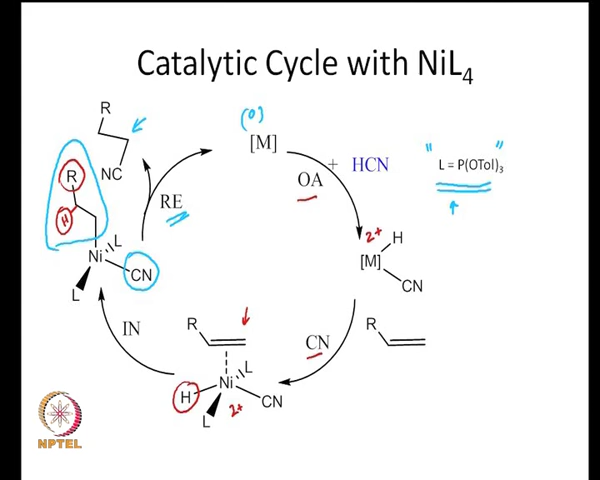 Catalytic Cycle with NiL4
R
(0)
[M]
NC
+ HCN
" L = P(OTol)3 "
OA
R
H
RE
2+
H
[M]
CN
L
Ni
CN
L
R
R
IN
CN
L
H
Ni
2+
CN
L
NPTEL